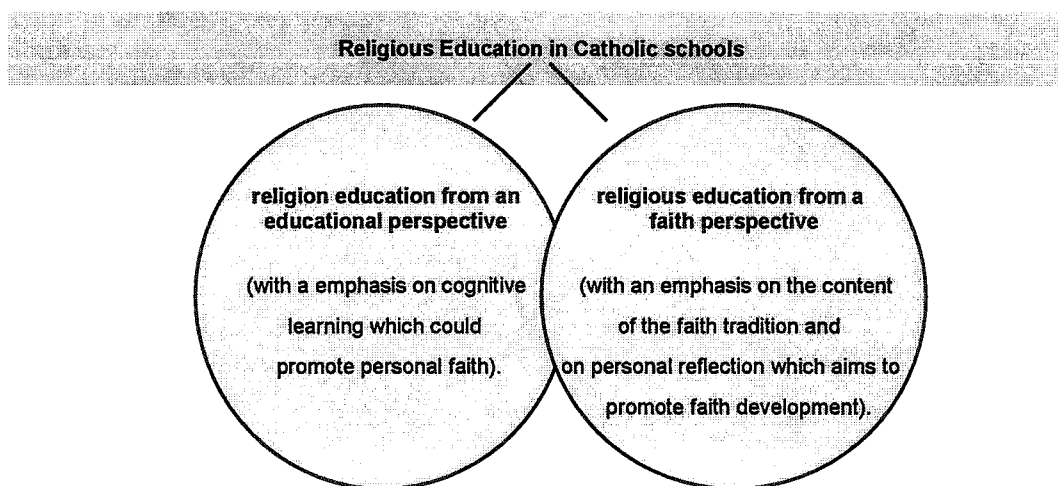 Religious Education in Catholic schools
religion education from an
educational perspective
(with a emphasis on cognitive
learning which could
promote personal faith).
religious education from a
faith perspective
(with an emphasis on the content
of the faith tradition and
on personal reflection which aims to
promote faith development).